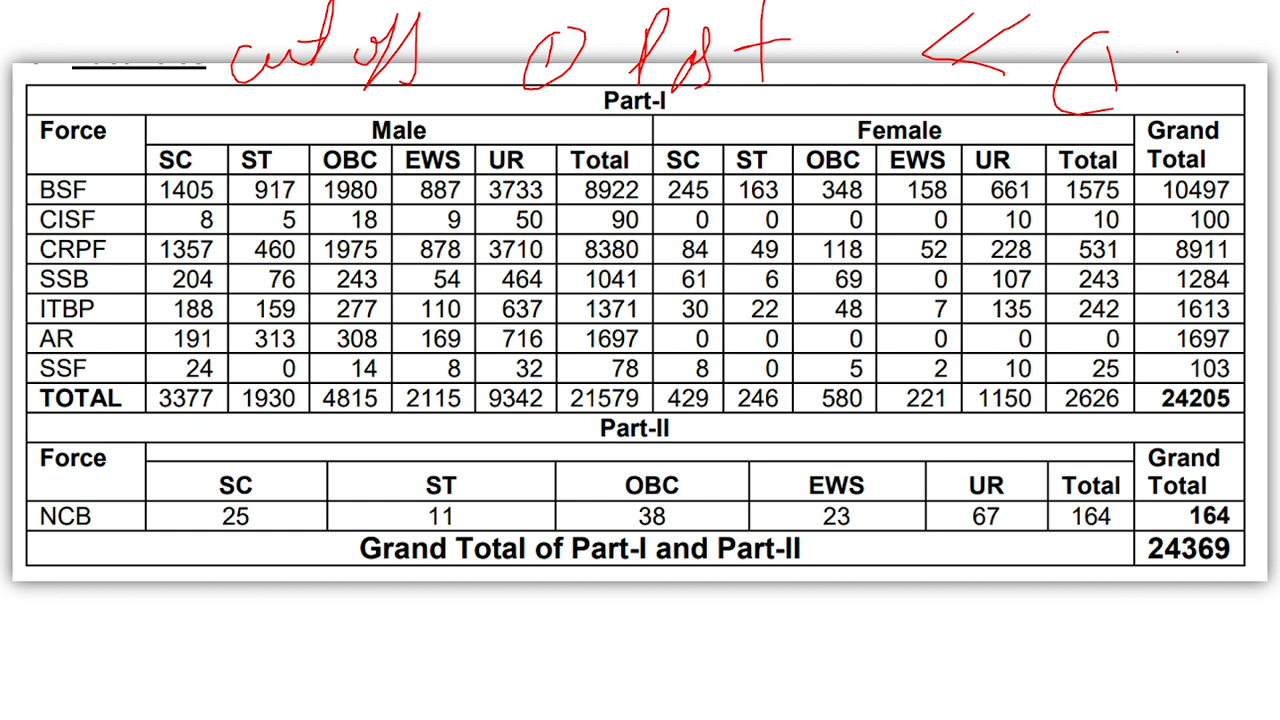 cut off ① post <
Part-I
Force Male Female Grand Total
SC ST OBC EWS UR Total SC ST OBC EWS UR Total
BSF 1405 917 1980 887 3733 8922 245 163 348 158 661 1575 10497
CISF 8 5 18 9 50 90 0 0 0 0 10 10 100
CRPF 1357 460 1975 878 3710 8380 84 49 118 52 228 531 8911
SSB 204 76 243 54 464 1041 61 6 69 0 107 243 1284
ITBP 188 159 277 110 637 1371 30 22 48 7 135 242 1613
AR 191 313 308 169 716 1697 0 0 0 0 0 0 1697
SSF 24 0 14 8 32 78 8 0 5 2 10 25 103
TOTAL 3377 1930 4815 2115 9342 21579 429 246 580 221 1150 2626 24205
Part-II
Force Grand Total
SC ST OBC EWS UR Total
NCB 25 11 38 23 67 164 164
Grand Total of Part-I and Part-II 24369